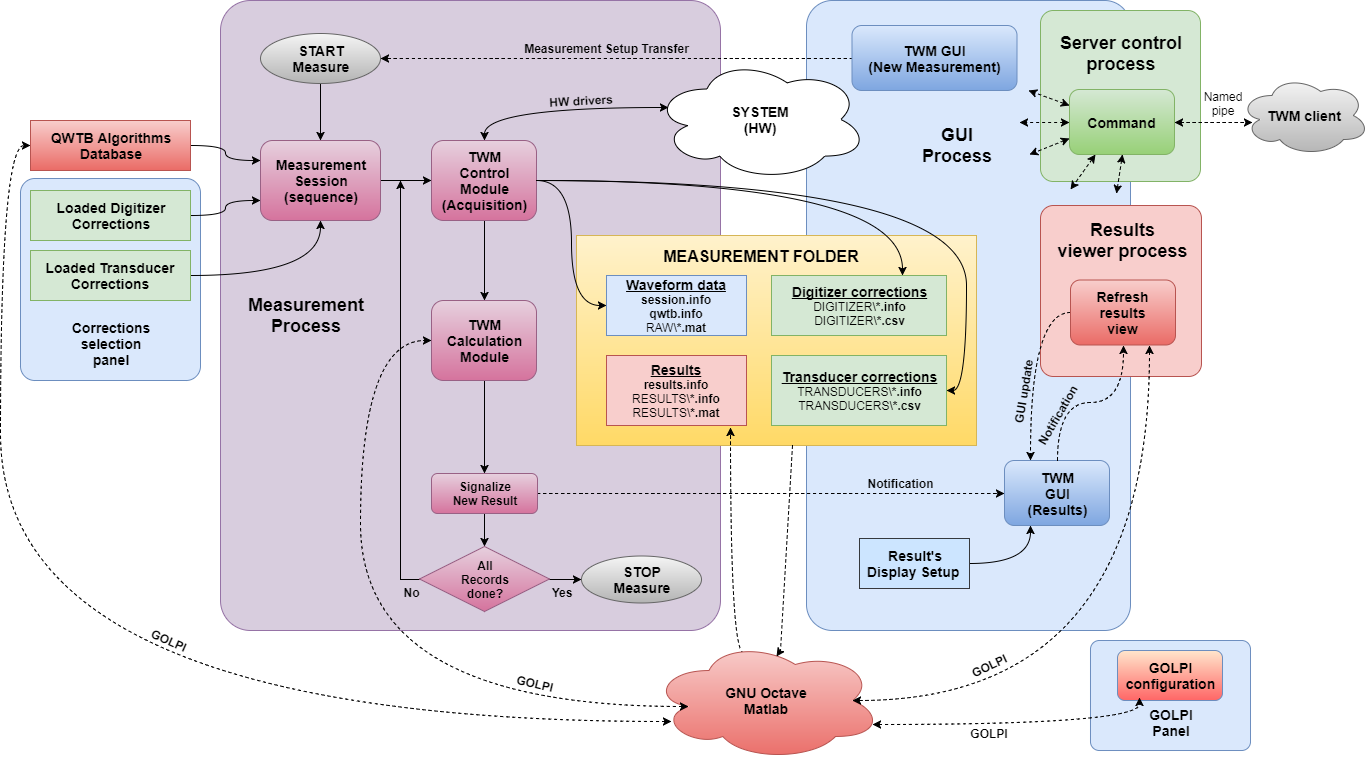 START
Measure
Measurement Setup Transfer
TWM GUI
(New Measurement)
Server control
process
HW drivers
SYSTEM
(HW)
GUI
Process
Command
Named
pipe
TWM client
QWTB Algorithms
Database
Loaded Digitizer
Corrections
Loaded Transducer
Corrections
Corrections
selection
panel
Measurement
Session
(sequence)
TWM
Control
Module
(Acquisition)
Measurement
Process
TWM
Calculation
Module
MEASUREMENT FOLDER
Waveform data
session.info
qwtb.info
RAW\*.mat
Digitizer corrections
DIGITIZER\*.info
DIGITIZER\*.csv
Results
results.info
RESULTS\*.info
RESULTS\*.mat
Transducer corrections
TRANSDUCERS\*.info
TRANSDUCERS\*.csv
Results
viewer process
Refresh
results
view
GUI update
Notification
Signalize
New Result
Notification
TWM
GUI
(Results)
Result's
Display Setup
All
Records
done?
No
Yes
STOP
Measure
GOLPI
GOLPI
GOLPI
GNU Octave
Matlab
GOLPI
GOLPI
configuration
GOLPI
Panel